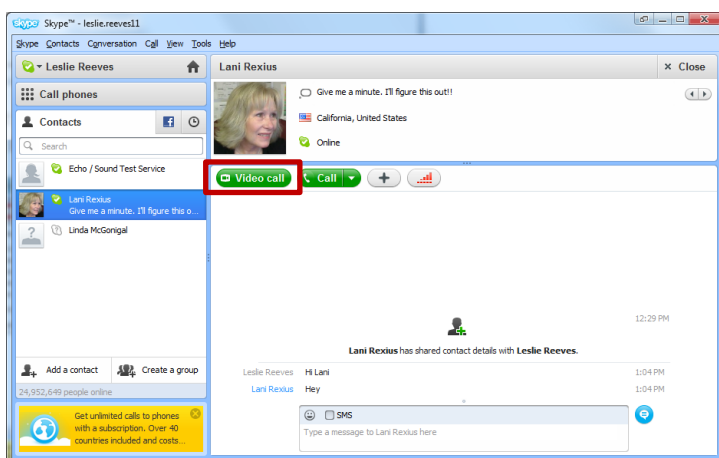 skype Skype™ - leslie.reeves11
Skype Contacts Conversation Call View Tools Help
Leslie Reeves
Call phones
Contacts
Search
Echo / Sound Test Service
Lani Rexius
Give me a minute. I'll figure this o...
Linda McGonigal
Add a contact Create a group
24,952,649 people online
Get unlimited calls to phones
with a subscription. Over 40
countries included and costs...
Lani Rexius × Close
Give me a minute. I'll figure this out!!
California, United States
Online
Video call Call
12:29 PM
Lani Rexius has shared contact details with Leslie Reeves.
Leslie Reeves Hi Lani 1:04 PM
Lani Rexius Hey 1:04 PM
SMS
Type a message to Lani Rexius here